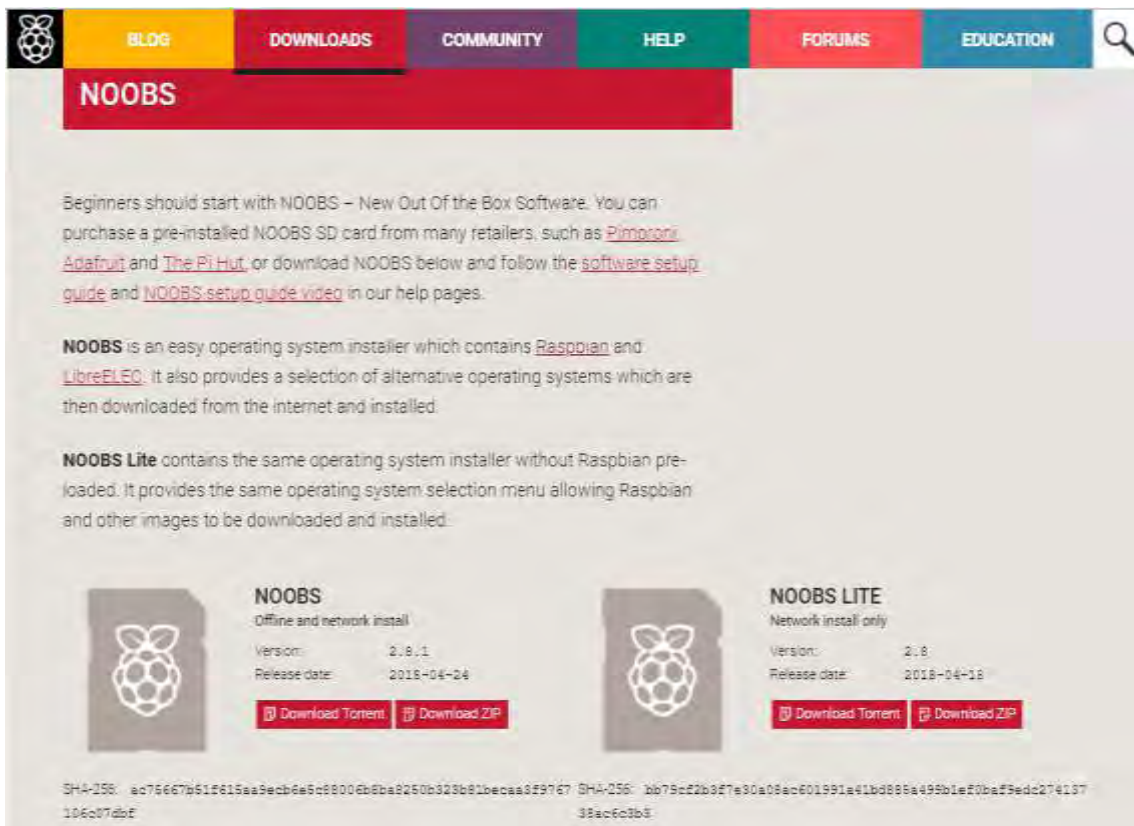 BLOG DOWNLOADS COMMUNITY HELP FORUMS EDUCATION
NOOBS
Beginners should start with NOOBS – New Out Of the Box Software. You can
purchase a pre-installed NOOBS SD card from many retailers, such as Pimoroni,
Adafruit and The Pi Hut, or download NOOBS below and follow the software setup
guide and NOOBS setup guide video in our help pages.
NOOBS is an easy operating system installer which contains Raspbian and
LibreELEC. It also provides a selection of alternative operating systems which are
then downloaded from the internet and installed.
NOOBS Lite contains the same operating system installer without Raspbian pre-
loaded. It provides the same operating system selection menu allowing Raspbian
and other images to be downloaded and installed.
NOOBS
Offline and network install
Version: 2.8.1
Release date: 2018-04-24
Download Torrent Download ZIP
SHA-256:
NOOBS LITE
Network install only
Version: 2.8
Release date: 2018-04-18
Download Torrent Download ZIP
SHA-256: